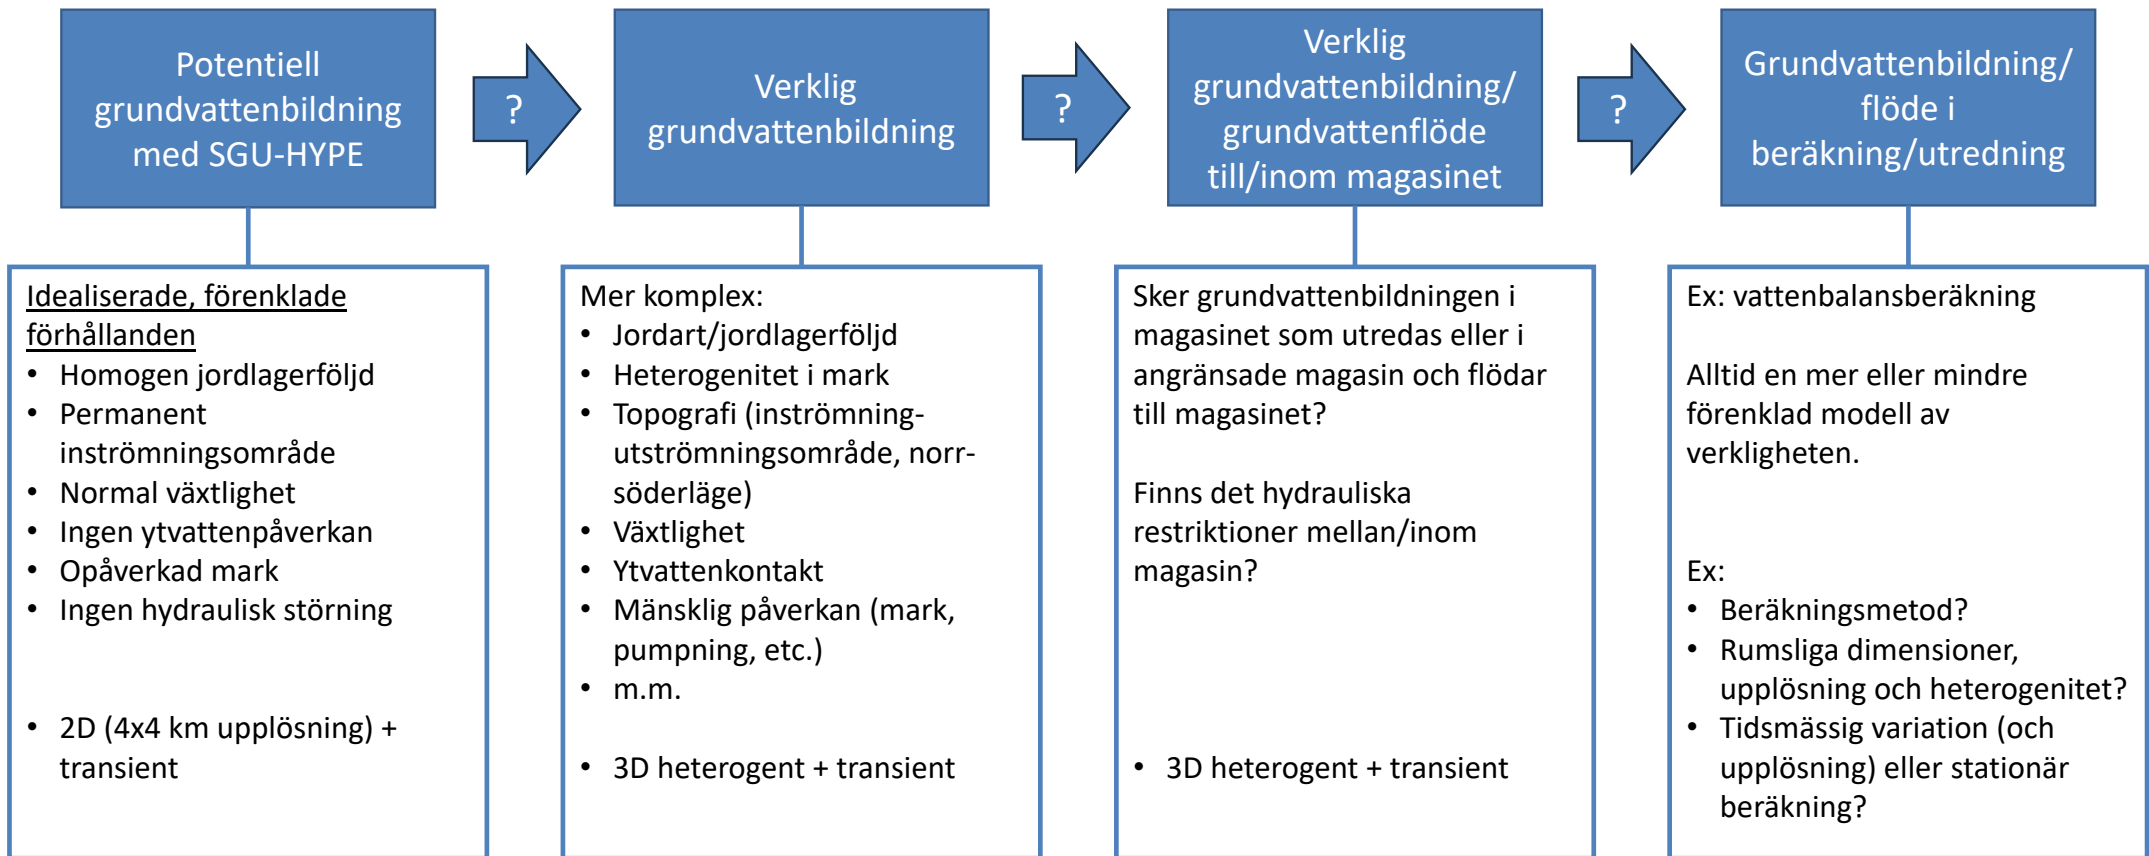 Potentiell
grundvattenbildning
med SGU-HYPE
?
Verklig
grundvattenbildning
?
Verklig
grundvattenbildning/
grundvattenflöde
till/inom magasinet
?
Grundvattenbildning/
flöde i
beräkning/utredning
Idealiserade, förenklade
förhållanden
• Homogen jordlagerföljd
• Permanent
inströmningsområde
• Normal växtlighet
• Ingen ytvattenpåverkan
• Opåverkad mark
• Ingen hydraulisk störning
• 2D (4x4 km upplösning) +
transient
Mer komplex:
• Jordart/jordlagerföljd
• Heterogenitet i mark
• Topografi (inströmning-
utströmningsområde, norr-
söderläge)
• Växtlighet
• Ytvattenkontakt
• Mänsklig påverkan (mark,
pumpning, etc.)
• m.m.
• 3D heterogent + transient
Sker grundvattenbildningen i
magasinet som utredas eller i
angränsade magasin och flödar
till magasinet?
Finns det hydrauliska
restriktioner mellan/inom
magasin?
• 3D heterogent + transient
Ex: vattenbalansberäkning
Alltid en mer eller mindre
förenklad modell av
verkligheten.
Ex:
• Beräkningsmetod?
• Rumsliga dimensioner,
upplösning och heterogenitet?
• Tidsmässig variation (och
upplösning) eller stationär
beräkning?